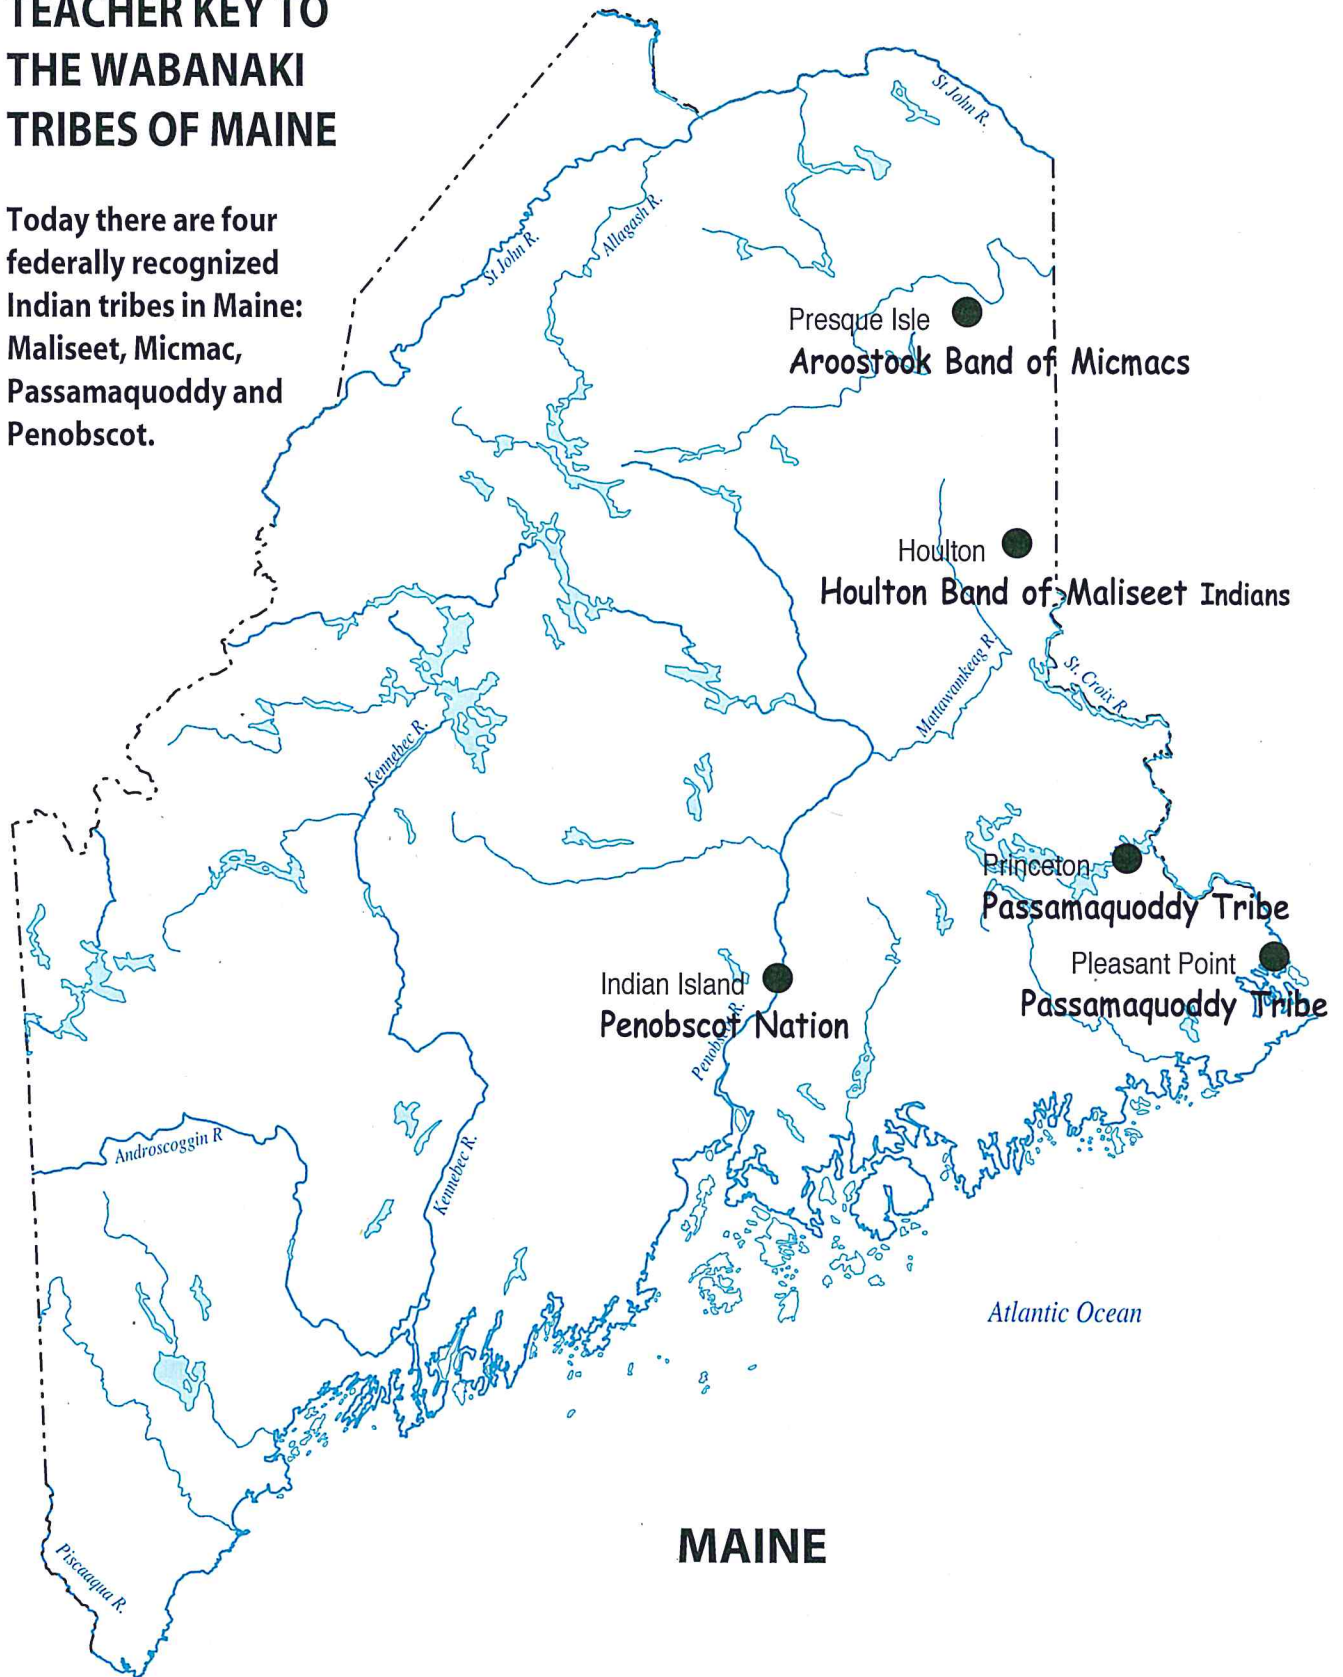 TEACHER KEY TO
THE WABANAKI
TRIBES OF MAINE
Today there are four
federally recognized
Indian tribes in Maine:
Maliseet, Micmac,
Passamaquoddy and
Penobscot.
St John R.
Allagash R.
St John R.
Presque Isle
Aroostook Band of Micmacs
Houlton
Houlton Band of Maliseet Indians
Mattawamkeag R.
St. Croix R.
Kennebec R.
Princeton
Passamaquoddy Tribe
Pleasant Point
Passamaquoddy Tribe
Indian Island
Penobscot Nation
Penobscot R.
Androscoggin R
Kennebec R.
Atlantic Ocean
MAINE
Piscaaqua R.